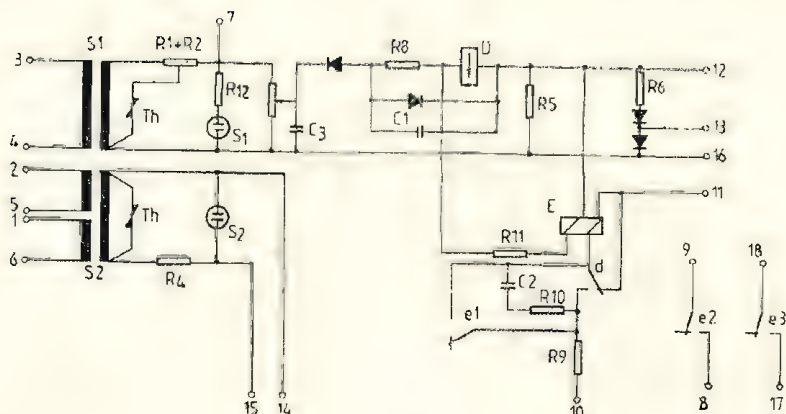 7
S1
R1+R2
R8
D
3
12
R12
Th
R6
R5
C1
13
S1
C3
4
16
2
11
5
E
Th
S2
1
R11
9
18
6
d
S2
R4
C2
R10
e1
e2
e3
R9
15
14
10
8
17